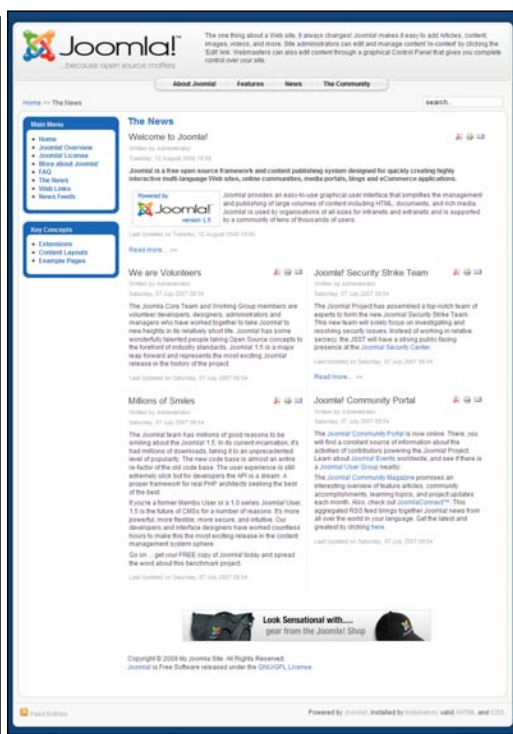 Joomla!™
...because open source matters
The one thing about a Web site, it always changes! Joomla! makes it easy to add Articles, content,
images, videos, and more. Site administrators can edit and manage content 'in-context' by clicking the
'Edit' link. Webmasters can also edit content through a graphical Control Panel that gives you complete
control over your site.
About Joomla! Features News The Community
Home >> The News
search...
Main Menu
Home
Joomla! Overview
Joomla! License
More about Joomla!
FAQ
The News
Web Links
News Feeds
Key Concepts
Extensions
Content Layouts
Example Pages
The News
Welcome to Joomla!
Written by Administrator
Tuesday, 12 August 2008
Joomla! is a free open source framework and content publishing system designed for quickly creating highly
interactive multi-language Web sites, online communities, media portals, blogs and eCommerce applications.
Powered by
Joomla!
version 1.5
Joomla! provides an easy-to-use graphical user interface that simplifies the management
and publishing of large volumes of content including HTML, documents, and rich media.
Joomla! is used by organisations of all sizes for intranets and extranets and is supported
by a community of tens of thousands of users.
Last Updated on Tuesday, 12 August 2008
Read more... >>
We are Volunteers
Written by Administrator
Saturday, 07 July 2007 09:54
The Joomla Core Team and Working Group members are
volunteer developers, designers, administrators and
managers who have worked together to take Joomla! to
new heights in its relatively short life. Joomla! has some
wonderfully talented people taking Open Source concepts to
the forefront of industry standards. Joomla! 1.5 is a major
leap forward and represents the most exciting Joomla!
release in the history of the project.
Last Updated on Saturday, 07 July 2007 09:54
Joomla! Security Strike Team
Written by Administrator
Saturday, 07 July 2007 09:54
The Joomla! Project has assembled a top-notch team of
experts to form the new Joomla! Security Strike Team.
This new team will solely focus on investigating and
resolving security issues. Instead of working in relative
secrecy, the JSST will have a strong public-facing
presence at the Joomla! Security Center.
Last Updated on Saturday, 07 July 2007 09:54
Read more... >>
Millions of Smiles
Written by Administrator
Saturday, 07 July 2007 09:54
The Joomla! team has millions of good reasons to be
smiling about the Joomla! 1.5. In its current incarnation, it's
had millions of downloads, taking it to an unprecedented
level of popularity. The new code base is almost an entire
re-factor of the old code base. The user experience is still
extremely slick but for developers the API is a dream. A
proper framework for real PHP architects seeking the best
of the best.
If you're a former Mambo User or a 1.0 series Joomla! User,
1.5 is the future of CMSs for a number of reasons. It's more
powerful, more flexible, more secure, and intuitive. Our
developers and interface designers have worked countless
hours to make this the most exciting release in the content
management system sphere.
Go on ... get your FREE copy of Joomla! today and spread
the word about this benchmark project.
Last Updated on Saturday, 07 July 2007 09:54
Joomla! Community Portal
Written by Administrator
Saturday, 07 July 2007 09:54
The Joomla! Community Portal is now online. There, you
will find a constant source of information about the
activities of contributors powering the Joomla! Project.
Learn about Joomla! Events worldwide, and see if there is
a Joomla! User Group nearby.
The Joomla! Community Magazine promises an
interesting overview of feature articles, community
accomplishments, learning topics, and project updates
each month. Also, check out JoomlaConnect™. This
aggregated RSS feed brings together Joomla! news from
all over the world in your language. Get the latest and
greatest by clicking here.
Last Updated on Saturday, 07 July 2007 09:54
Look Sensational with.....
gear from the Joomla! Shop
Copyright © 2008 My Joomla Site. All Rights Reserved.
Joomla! is Free Software released under the GNU/GPL License.
Feed Entries
Powered by Joomla!. Installed by Installatron. valid XHTML and CSS.